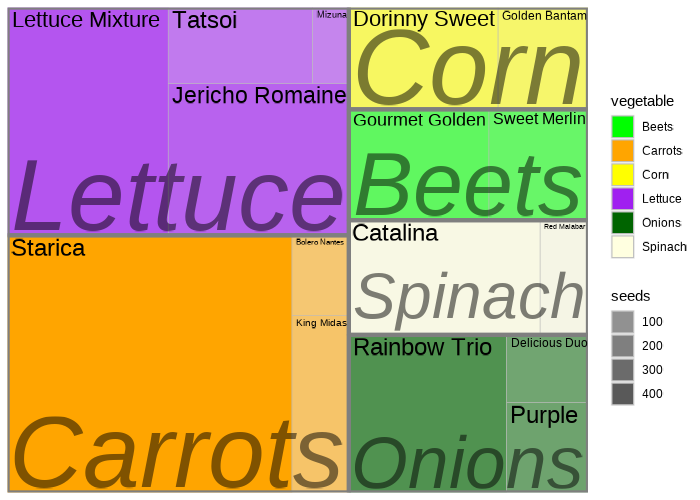 Lettuce Mixture
Tatsoi
Mizuna
Jericho Romaine
Lettuce
Starica
Bolero Nantes
King Midas
Carrots
Dorinny Sweet
Golden Bantam
Corn
Gourmet Golden
Sweet Merlin
Beets
Catalina
Red Malabar
Spinach
Rainbow Trio
Delicious Duo
Purple
Onions
vegetable
Beets
Carrots
Corn
Lettuce
Onions
Spinach
seeds
100
200
300
400